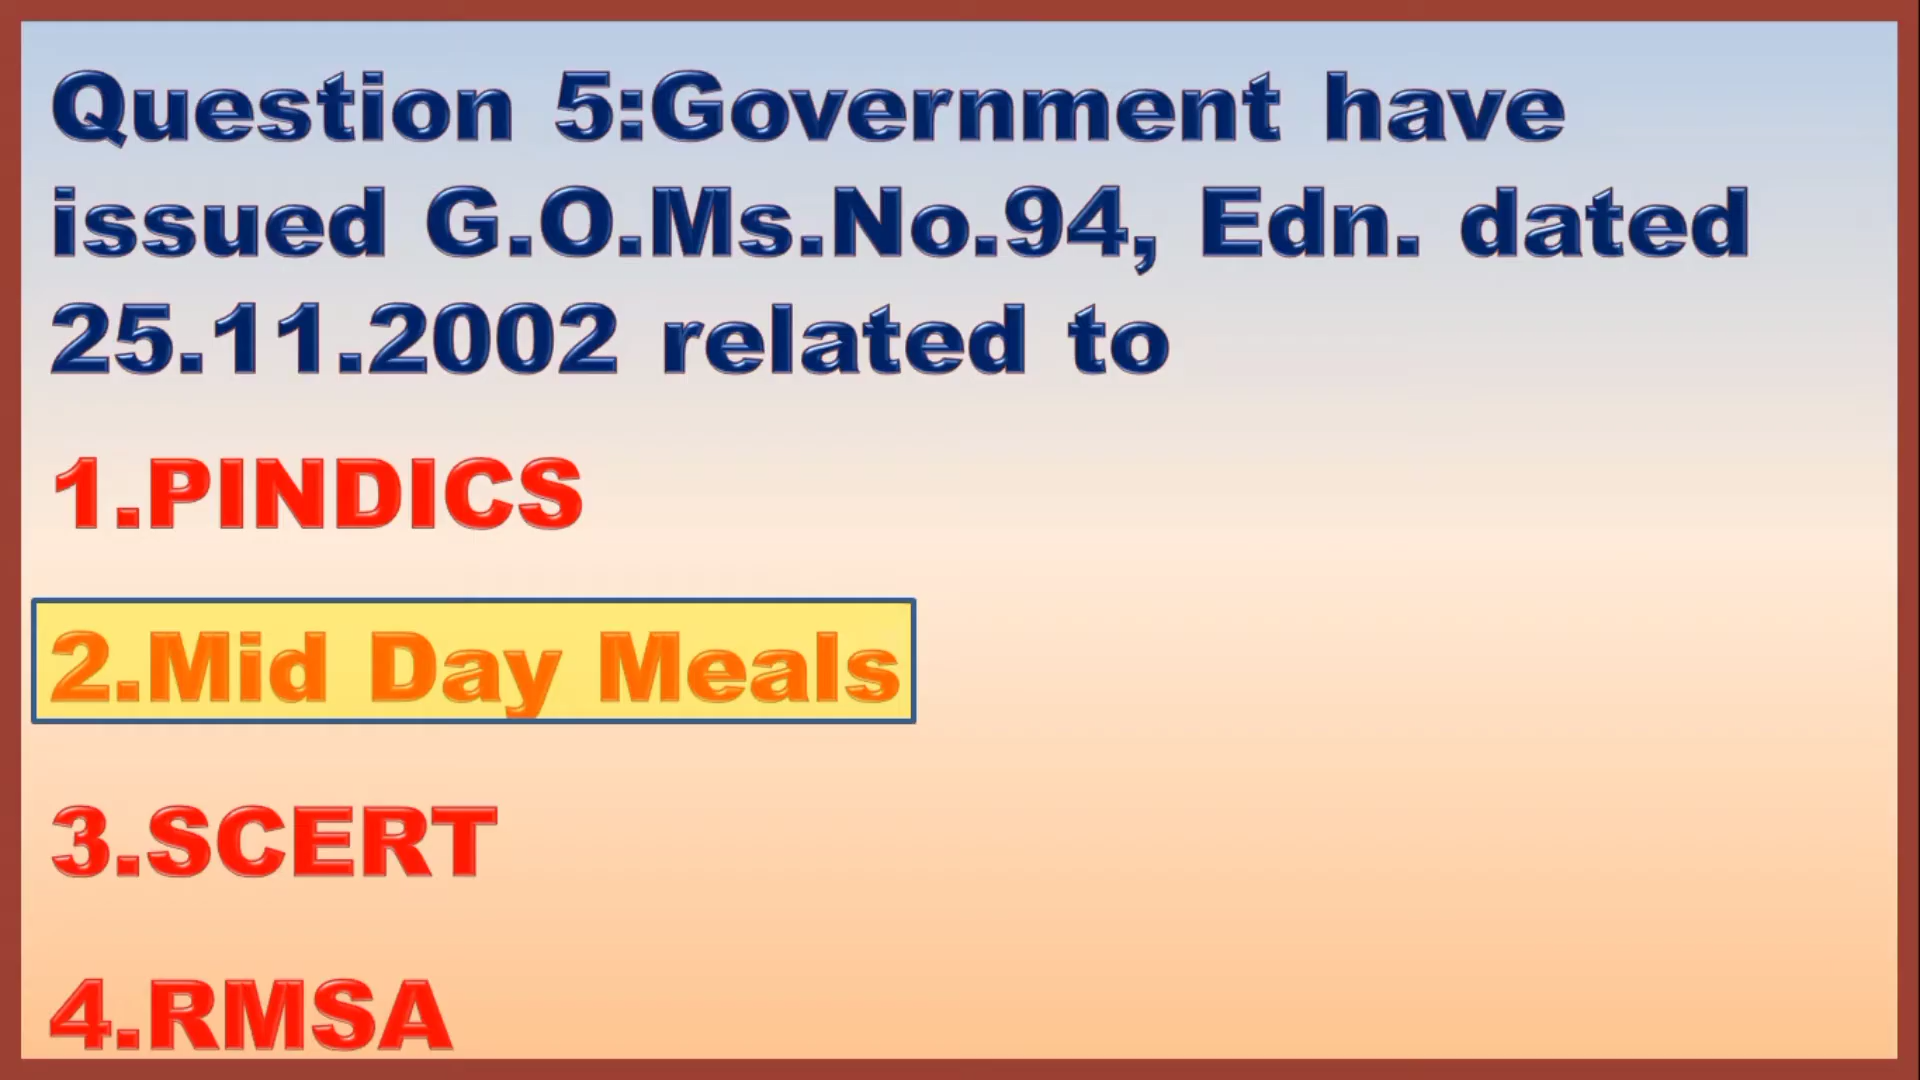 Question 5:Government have
issued G.O.Ms.No.94, Edn. dated
25.11.2002 related to
1.PINDICS
2.Mid Day Meals
3.SCERT
4.RMSA